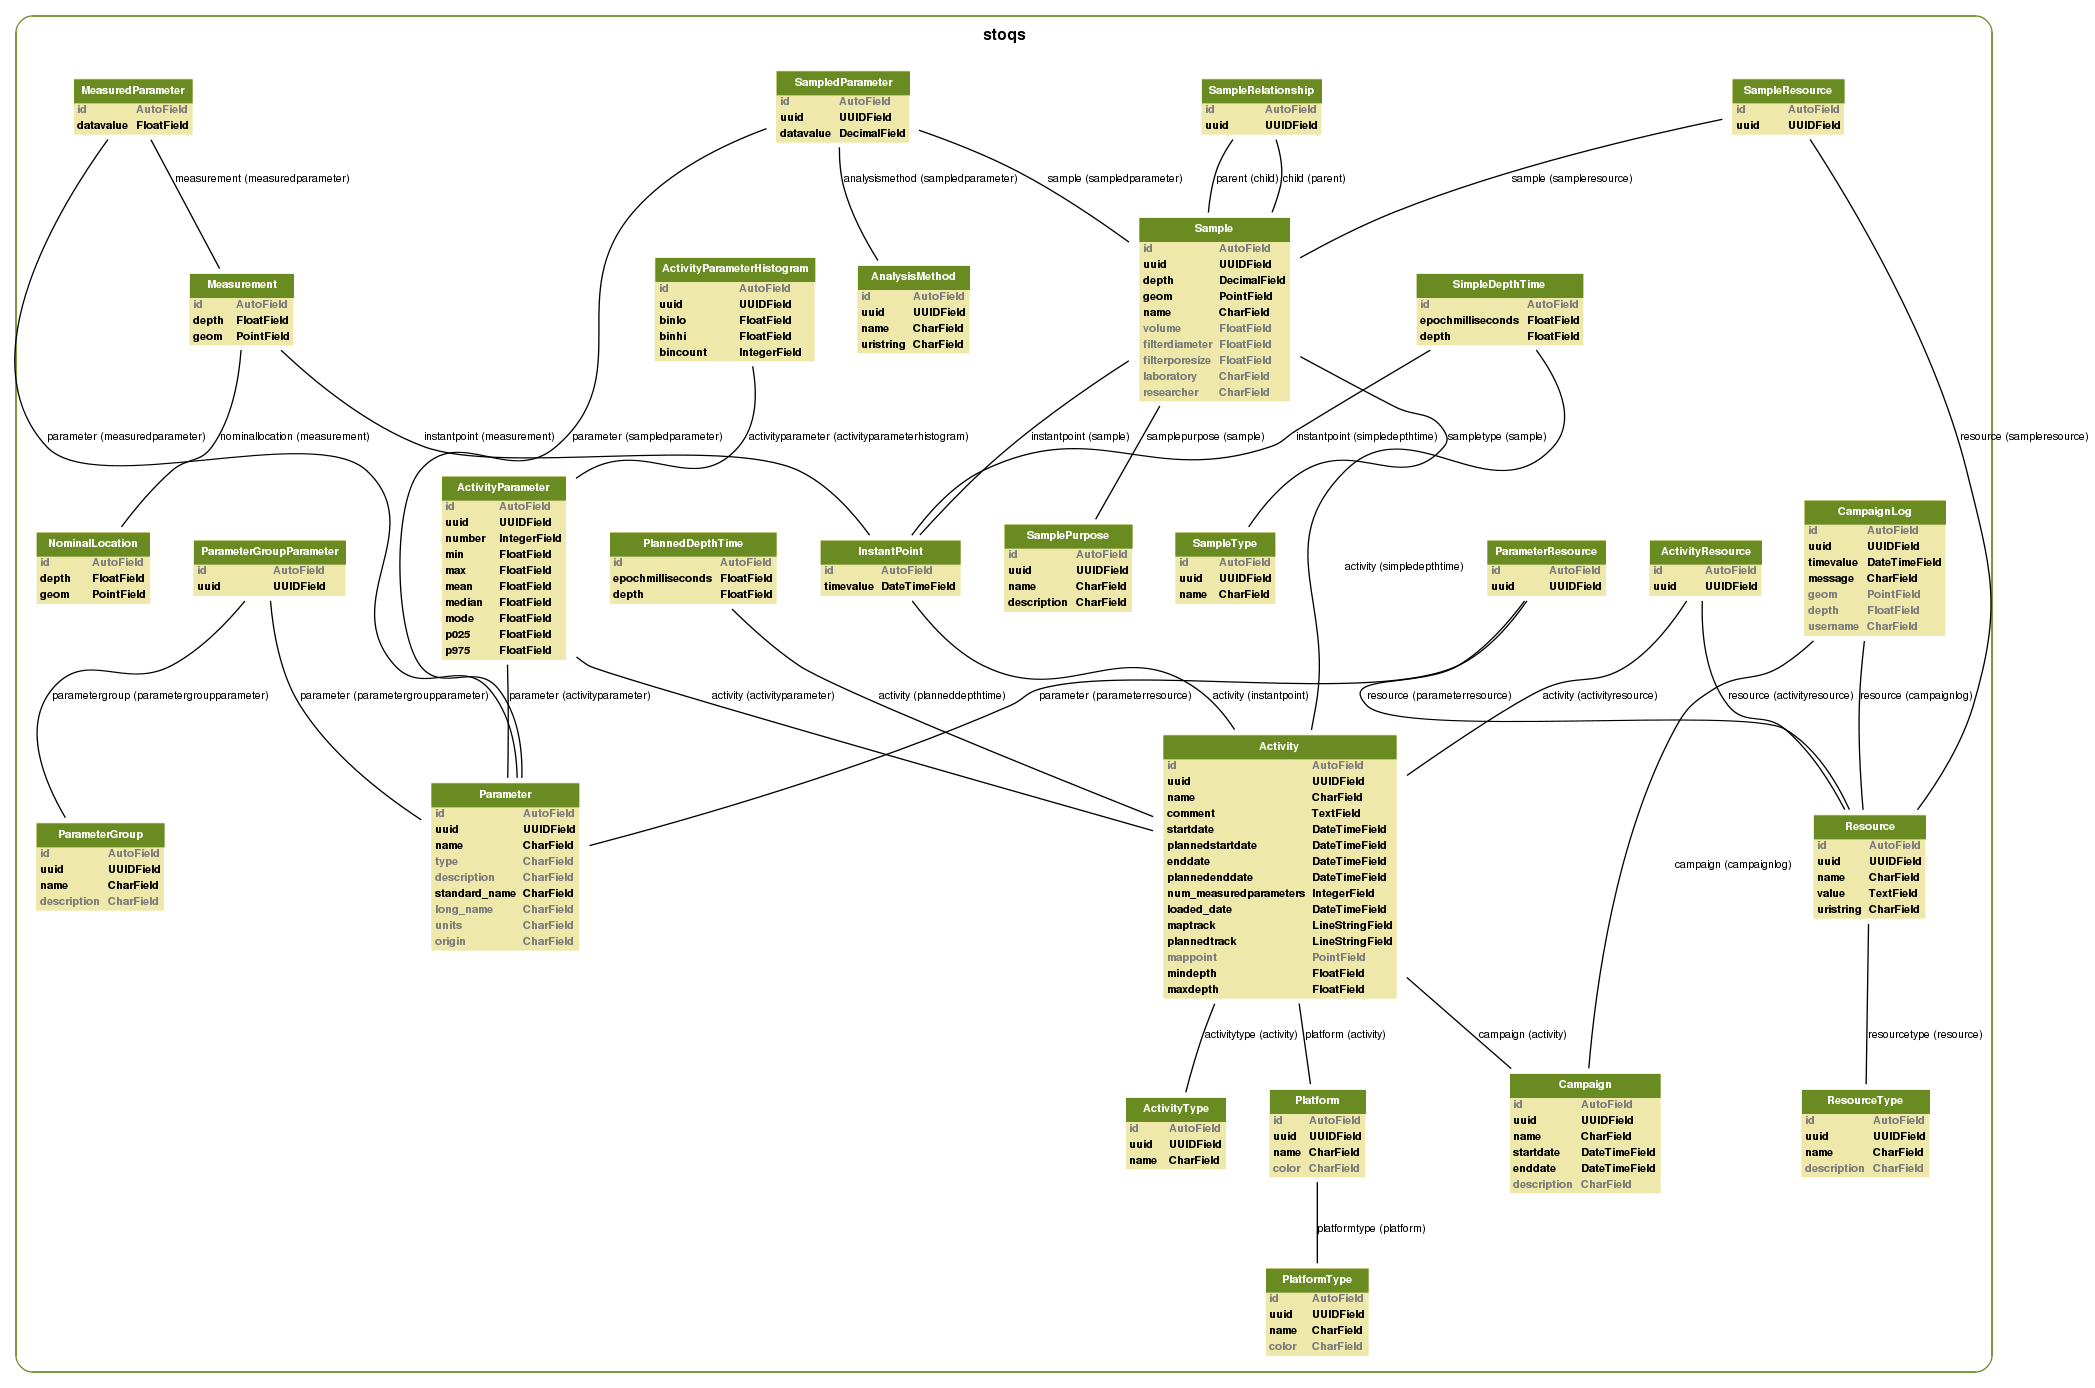 stoqs
MeasuredParameter
id AutoField
datavalue FloatField
SampledParameter
id AutoField
uuid UUIDField
datavalue DecimalField
SampleRelationship
id AutoField
uuid UUIDField
SampleResource
id AutoField
uuid UUIDField
measurement (measuredparameter)
analysismethod (sampledparameter)
sample (sampledparameter)
parent (child)
child (parent)
sample (sampleresource)
Measurement
id AutoField
depth FloatField
geom PointField
ActivityParameterHistogram
id AutoField
uuid UUIDField
binlo FloatField
binhi FloatField
bincount IntegerField
AnalysisMethod
id AutoField
uuid UUIDField
name CharField
uristring CharField
Sample
id AutoField
uuid UUIDField
depth DecimalField
geom PointField
name CharField
volume FloatField
filterdiameter FloatField
filterporesize FloatField
laboratory CharField
researcher CharField
SimpleDepthTime
id AutoField
epochmilliseconds FloatField
depth FloatField
parameter (measuredparameter)
nominallocation (measurement)
instantpoint (measurement)
parameter (sampledparameter)
activityparameter (activityparameterhistogram)
instantpoint (sample)
samplepurpose (sample)
instantpoint (simpledepthtime)
sampletype (sample)
resource (sampleresource)
NominalLocation
id AutoField
depth FloatField
geom PointField
ParameterGroupParameter
id AutoField
uuid UUIDField
ActivityParameter
id AutoField
uuid UUIDField
number IntegerField
min FloatField
max FloatField
mean FloatField
median FloatField
mode FloatField
p025 FloatField
p975 FloatField
PlannedDepthTime
id AutoField
epochmilliseconds FloatField
depth FloatField
InstantPoint
id AutoField
timevalue DateTimeField
SamplePurpose
id AutoField
uuid UUIDField
name CharField
description CharField
SampleType
id AutoField
uuid UUIDField
name CharField
activity (simpledepthtime)
ParameterResource
id AutoField
uuid UUIDField
ActivityResource
id AutoField
uuid UUIDField
CampaignLog
id AutoField
uuid UUIDField
timevalue DateTimeField
message CharField
geom PointField
depth FloatField
username CharField
parametergroup (parametergroupparameter)
parameter (parametergroupparameter)
parameter (activityparameter)
activity (activityparameter)
activity (planneddepthtime)
parameter (parameterresource)
activity (instantpoint)
resource (parameterresource)
activity (activityresource)
resource (activityresource)
resource (campaignlog)
ParameterGroup
id AutoField
uuid UUIDField
name CharField
description CharField
Parameter
id AutoField
uuid UUIDField
name CharField
type CharField
description CharField
standard_name CharField
long_name CharField
units CharField
origin CharField
Activity
id AutoField
uuid UUIDField
name CharField
comment TextField
startdate DateTimeField
plannedstartdate DateTimeField
enddate DateTimeField
plannedenddate DateTimeField
num_measuredparameters IntegerField
loaded_date DateTimeField
maptrack LineStringField
plannedtrack LineStringField
mappoint PointField
mindepth FloatField
maxdepth FloatField
campaign (campaignlog)
Resource
id AutoField
uuid UUIDField
name CharField
value TextField
uristring CharField
activitytype (activity)
platform (activity)
campaign (activity)
resourcetype (resource)
ActivityType
id AutoField
uuid UUIDField
name CharField
Platform
id AutoField
uuid UUIDField
name CharField
color CharField
Campaign
id AutoField
uuid UUIDField
name CharField
startdate DateTimeField
enddate DateTimeField
description CharField
ResourceType
id AutoField
uuid UUIDField
name CharField
description CharField
platformtype (platform)
PlatformType
id AutoField
uuid UUIDField
name CharField
color CharField